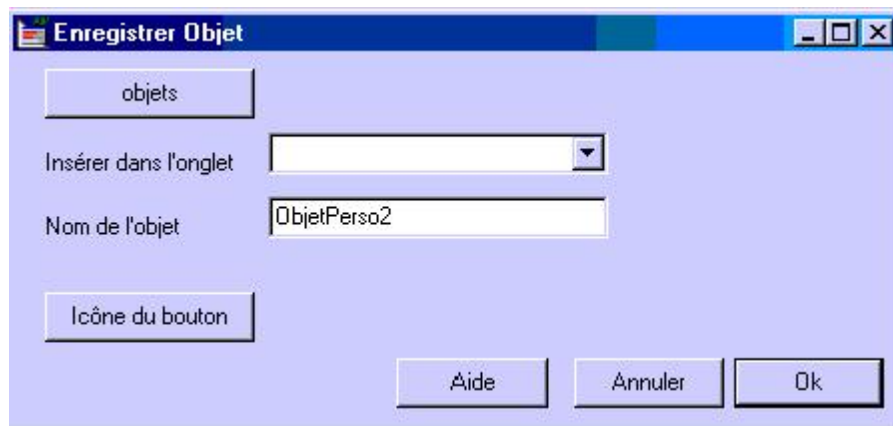 Enregistrer Objet
objets
Insérer dans l'onglet
Nom de l'objet
ObjetPerso2
Icône du bouton
Aide
Annuler
Ok